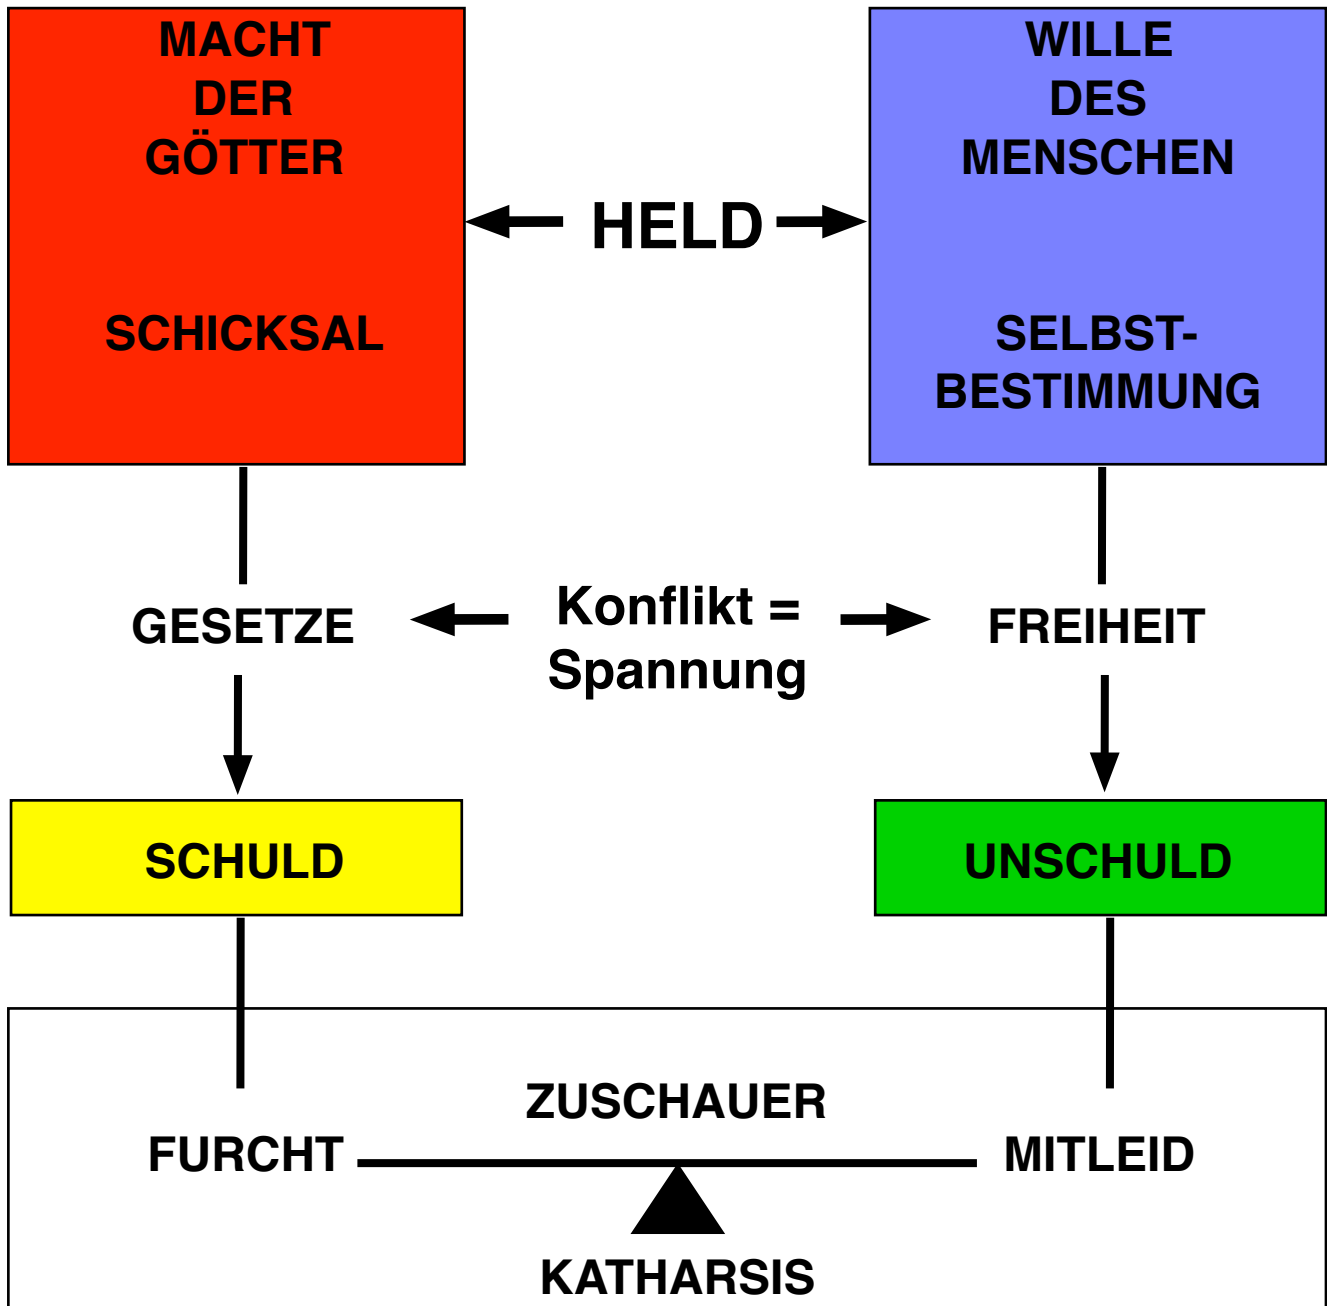 MACHT
DER
GÖTTER
SCHICKSAL
HELD
WILLE
DES
MENSCHEN
SELBST-
BESTIMMUNG
GESETZE
Konflikt =
Spannung
FREIHEIT
SCHULD
UNSCHULD
ZUSCHAUER
FURCHT
MITLEID
KATHARSIS